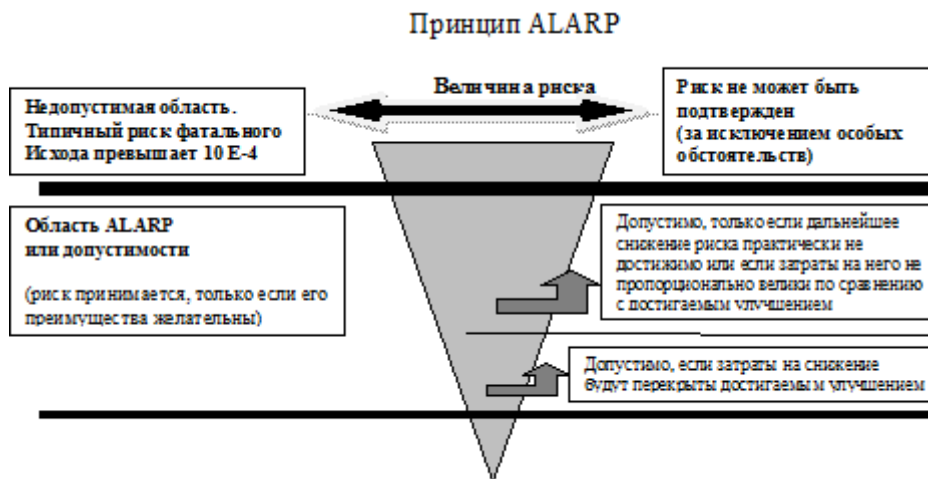 Принцип ALARP
Величина риска
Недопустимая область.
Типичный риск фатального
Исхода превышает 10 Е-4
Риск не может быть
подтвержден
(за исключением особых
обстоятельств)
Область ALARP
или допустимости
(риск принимается, только если его
преимущества желательны)
Допустимо, только если дальнейшее
снижение риска практически не
достижимо или если затраты на него не
пропорционально велики по сравнению
с достигаемым улучшением
Допустимо, если затраты на снижение
будут перекрыты достигаемым улучшением